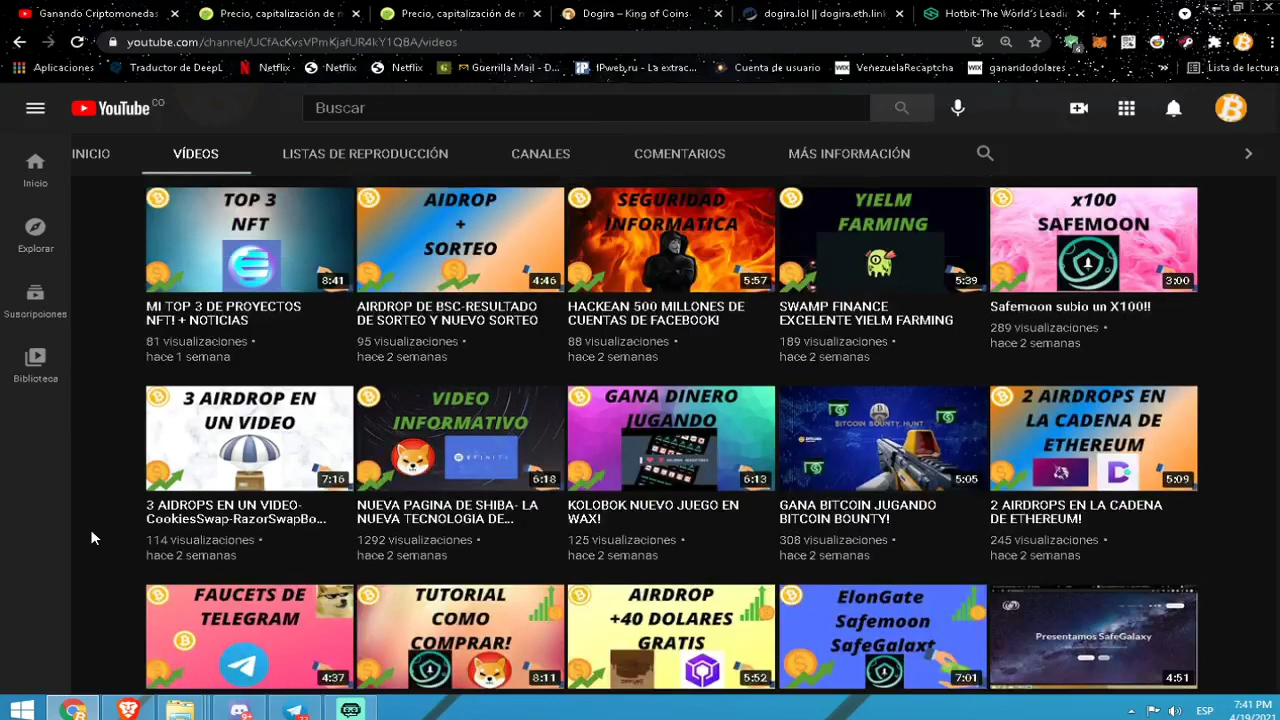 Ganando Criptomonedas
Precio, capitalización de n
Precio, capitalización de n
Dogira – King of Coins
dogira.lol || dogira.eth.link
Hotbit-The World's Leadi
youtube.com/channel/UCfAcKvsVPmKjafUR4kY1QBA/videos
Aplicaciones
Traductor de DeepL
Netflix
Netflix
Netflix
Guerrilla Mail - D...
IPweb.ru - La extrac...
Cuenta de usuario
WIX
VenezuelaRecaptcha
WIX
ganandodolares
»
Lista de lectura
YouTube CO
Buscar
INICIO
VÍDEOS
LISTAS DE REPRODUCCIÓN
CANALES
COMENTARIOS
MÁS INFORMACIÓN
Inicio
Explorar
Suscripciones
Biblioteca
TOP 3
NFT
8:41
MI TOP 3 DE PROYECTOS
NFT! + NOTICIAS
81 visualizaciones •
hace 1 semana
AIDROP
+
SORTEO
4:46
AIRDROP DE BSC-RESULTADO
DE SORTEO Y NUEVO SORTEO
95 visualizaciones •
hace 2 semanas
SEGURIDAD
INFORMATICA
5:57
HACKEAN 500 MILLONES DE
CUENTAS DE FACEBOOK!
88 visualizaciones •
hace 2 semanas
YIELM
FARMING
5:39
SWAMP FINANCE
EXCELENTE YIELM FARMING
189 visualizaciones •
hace 2 semanas
x100
SAFEMOON
3:00
Safemoon subio un X100!!
289 visualizaciones •
hace 2 semanas
3 AIRDROP EN
UN VIDEO
7:16
3 AIDROPS EN UN VIDEO-
CookiesSwap-RazorSwapBo...
114 visualizaciones •
hace 2 semanas
VIDEO
INFORMATIVO
6:18
NUEVA PAGINA DE SHIBA- LA
NUEVA TECNOLOGIA DE...
1292 visualizaciones •
hace 2 semanas
GANA DINERO
JUGANDO
6:13
KOLOBOK NUEVO JUEGO EN
WAX!
125 visualizaciones •
hace 2 semanas
BITCOIN BOUNTY HUNT
5:05
GANA BITCOIN JUGANDO
BITCOIN BOUNTY!
308 visualizaciones •
hace 2 semanas
2 AIRDROPS EN
LA CADENA DE
ETHEREUM
5:09
2 AIRDROPS EN LA CADENA
DE ETHEREUM!
245 visualizaciones •
hace 2 semanas
FAUCETS DE
TELEGRAM
4:37
TUTORIAL
COMO
COMPRAR!
8:11
AIRDROP
+40 DOLARES
GRATIS
5:52
ElonGate
Safemoon
SafeGalaxt
7:01
Presentamos SafeGalaxy
4:51
ESP
7:41 PM
4/19/2021